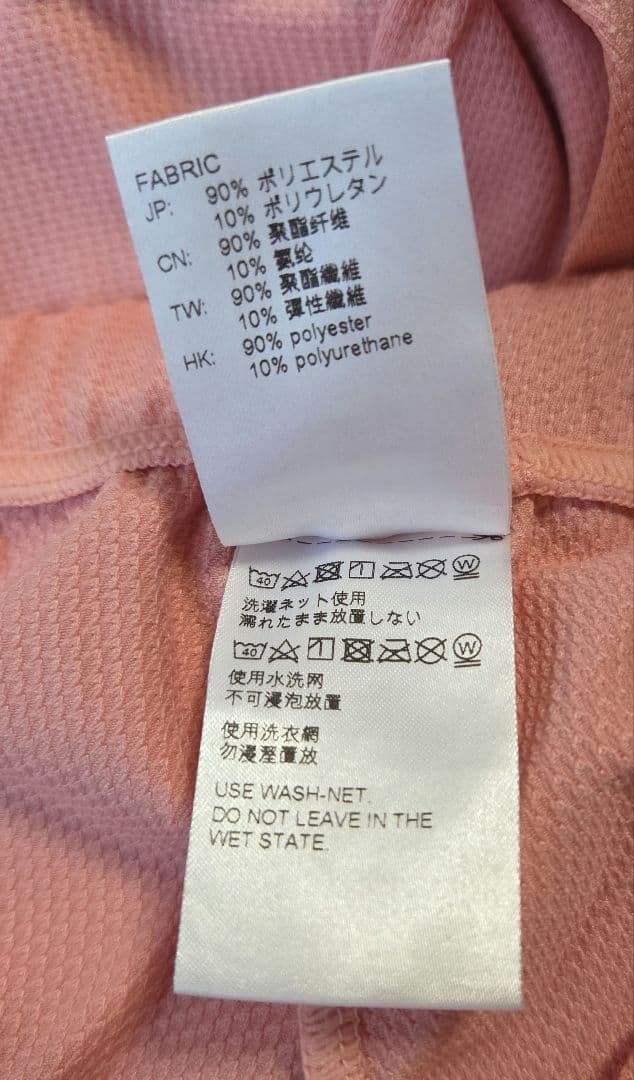 FABRIC
JP: 90% ポリエステル
10% ポリウレタン
CN: 90% 聚酯纤维
10% 氨纶
TW: 90% 聚酯纖維
10% 彈性纖維
HK: 90% polyester
10% polyurethane
40 W
洗濯ネット使用
濡れたまま放置しない
40 W
使用水洗网
不可浸泡放置
使用洗衣網
勿浸溼置放
USE WASH-NET.
DO NOT LEAVE IN THE
WET STATE.